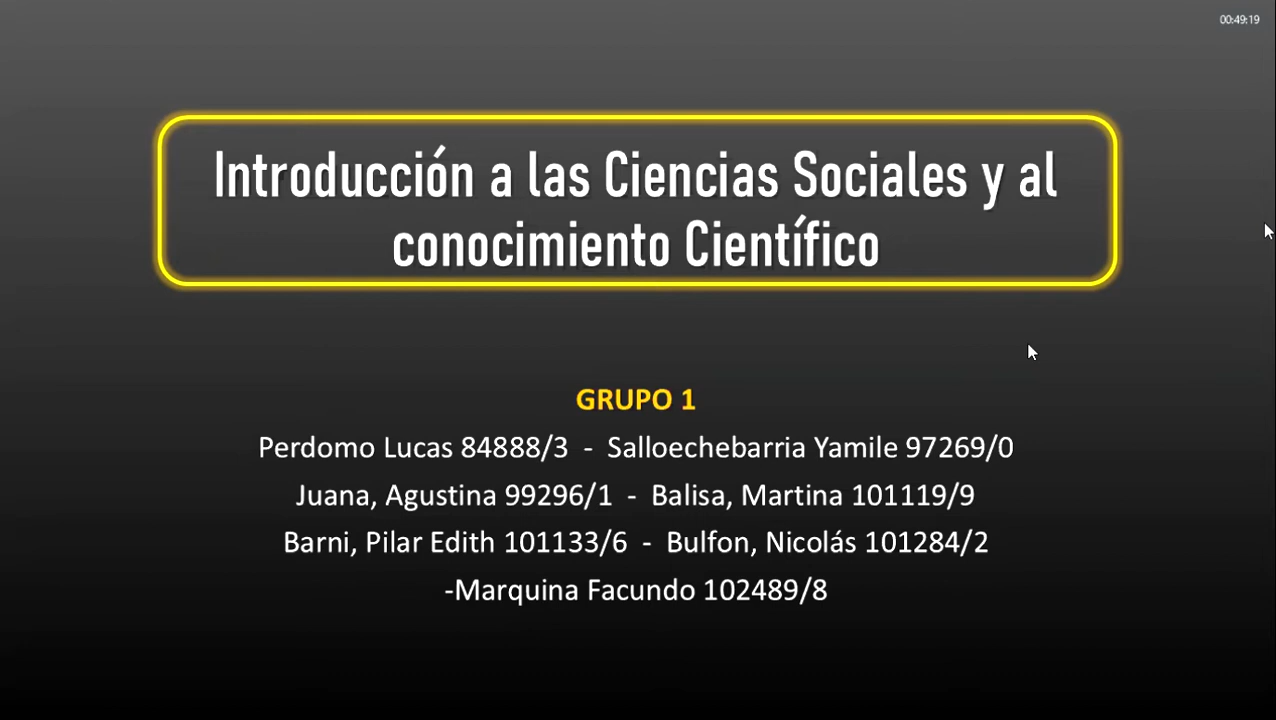 00:49:19
Introducción a las Ciencias Sociales y al
conocimiento Científico
GRUPO 1
Perdomo Lucas 84888/3 - Salloechebarria Yamile 97269/0
Juana, Agustina 99296/1 - Balisa, Martina 101119/9
Barni, Pilar Edith 101133/6 - Bulfon, Nicolás 101284/2
-Marquina Facundo 102489/8